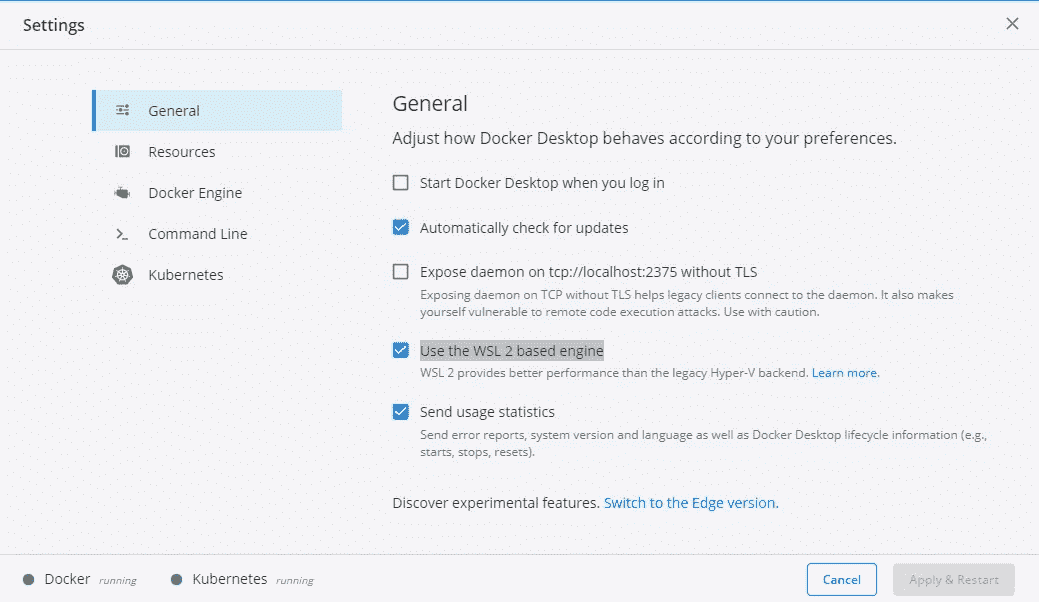 Settings
General
Resources
Docker Engine
Command Line
Kubernetes
General
Adjust how Docker Desktop behaves according to your preferences.
Start Docker Desktop when you log in
Automatically check for updates
Expose daemon on tcp://localhost:2375 without TLS
Exposing daemon on TCP without TLS helps legacy clients connect to the daemon. It also makes
yourself vulnerable to remote code execution attacks. Use with caution.
Use the WSL 2 based engine
WSL 2 provides better performance than the legacy Hyper-V backend. Learn more.
Send usage statistics
Send error reports, system version and language as well as Docker Desktop lifecycle information (e.g.,
starts, stops, resets).
Discover experimental features. Switch to the Edge version.
Docker running
Kubernetes running
Cancel
Apply & Restart